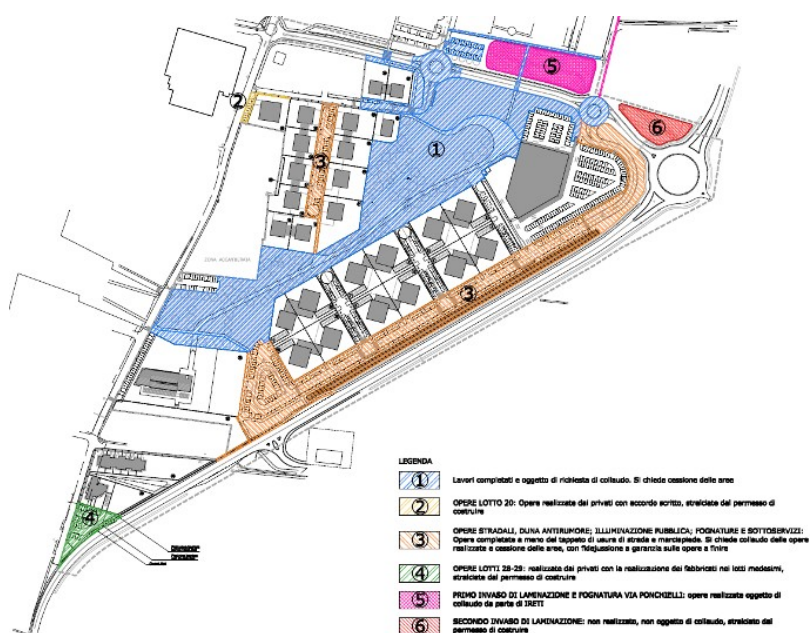 5
2
6
1
3
ZONA AGGREGATA
3
4
LEGENDA
1 Lavori completati e oggetto di richiesta di collaudo. Si chiede cessione delle aree
2 OPERE LOTTO 20: Opere realizzate dai privati con accordo scritto, stralciate dal permesso di
costruire
3 OPERE STRADALI, DUNA ANTIRUMORE; ILLUMINAZIONE PUBBLICA; FOGNATURE E SOTTOSERVIZI:
Opere completate a meno del tappeto di usura di strada e marciapiede. Si chiede collaudo delle opere
realizzate e cessione delle aree, con fidejussione a garanzia sulle opere a finire
4 OPERE LOTTI 28-29: realizzate dai privati con la realizzazione dei fabbricati nei lotti medesimi,
stralciate dal permesso di costruire
5 PRIMO INVASO DI LAMINAZIONE E FOGNATURA VIA PONCHIELLI: opere realizzate oggetto di
collaudo da parte di IRETI
6 SECONDO INVASO DI LAMINAZIONE: non realizzato, non oggetto di collaudo, stralciato dal
permesso di costruire